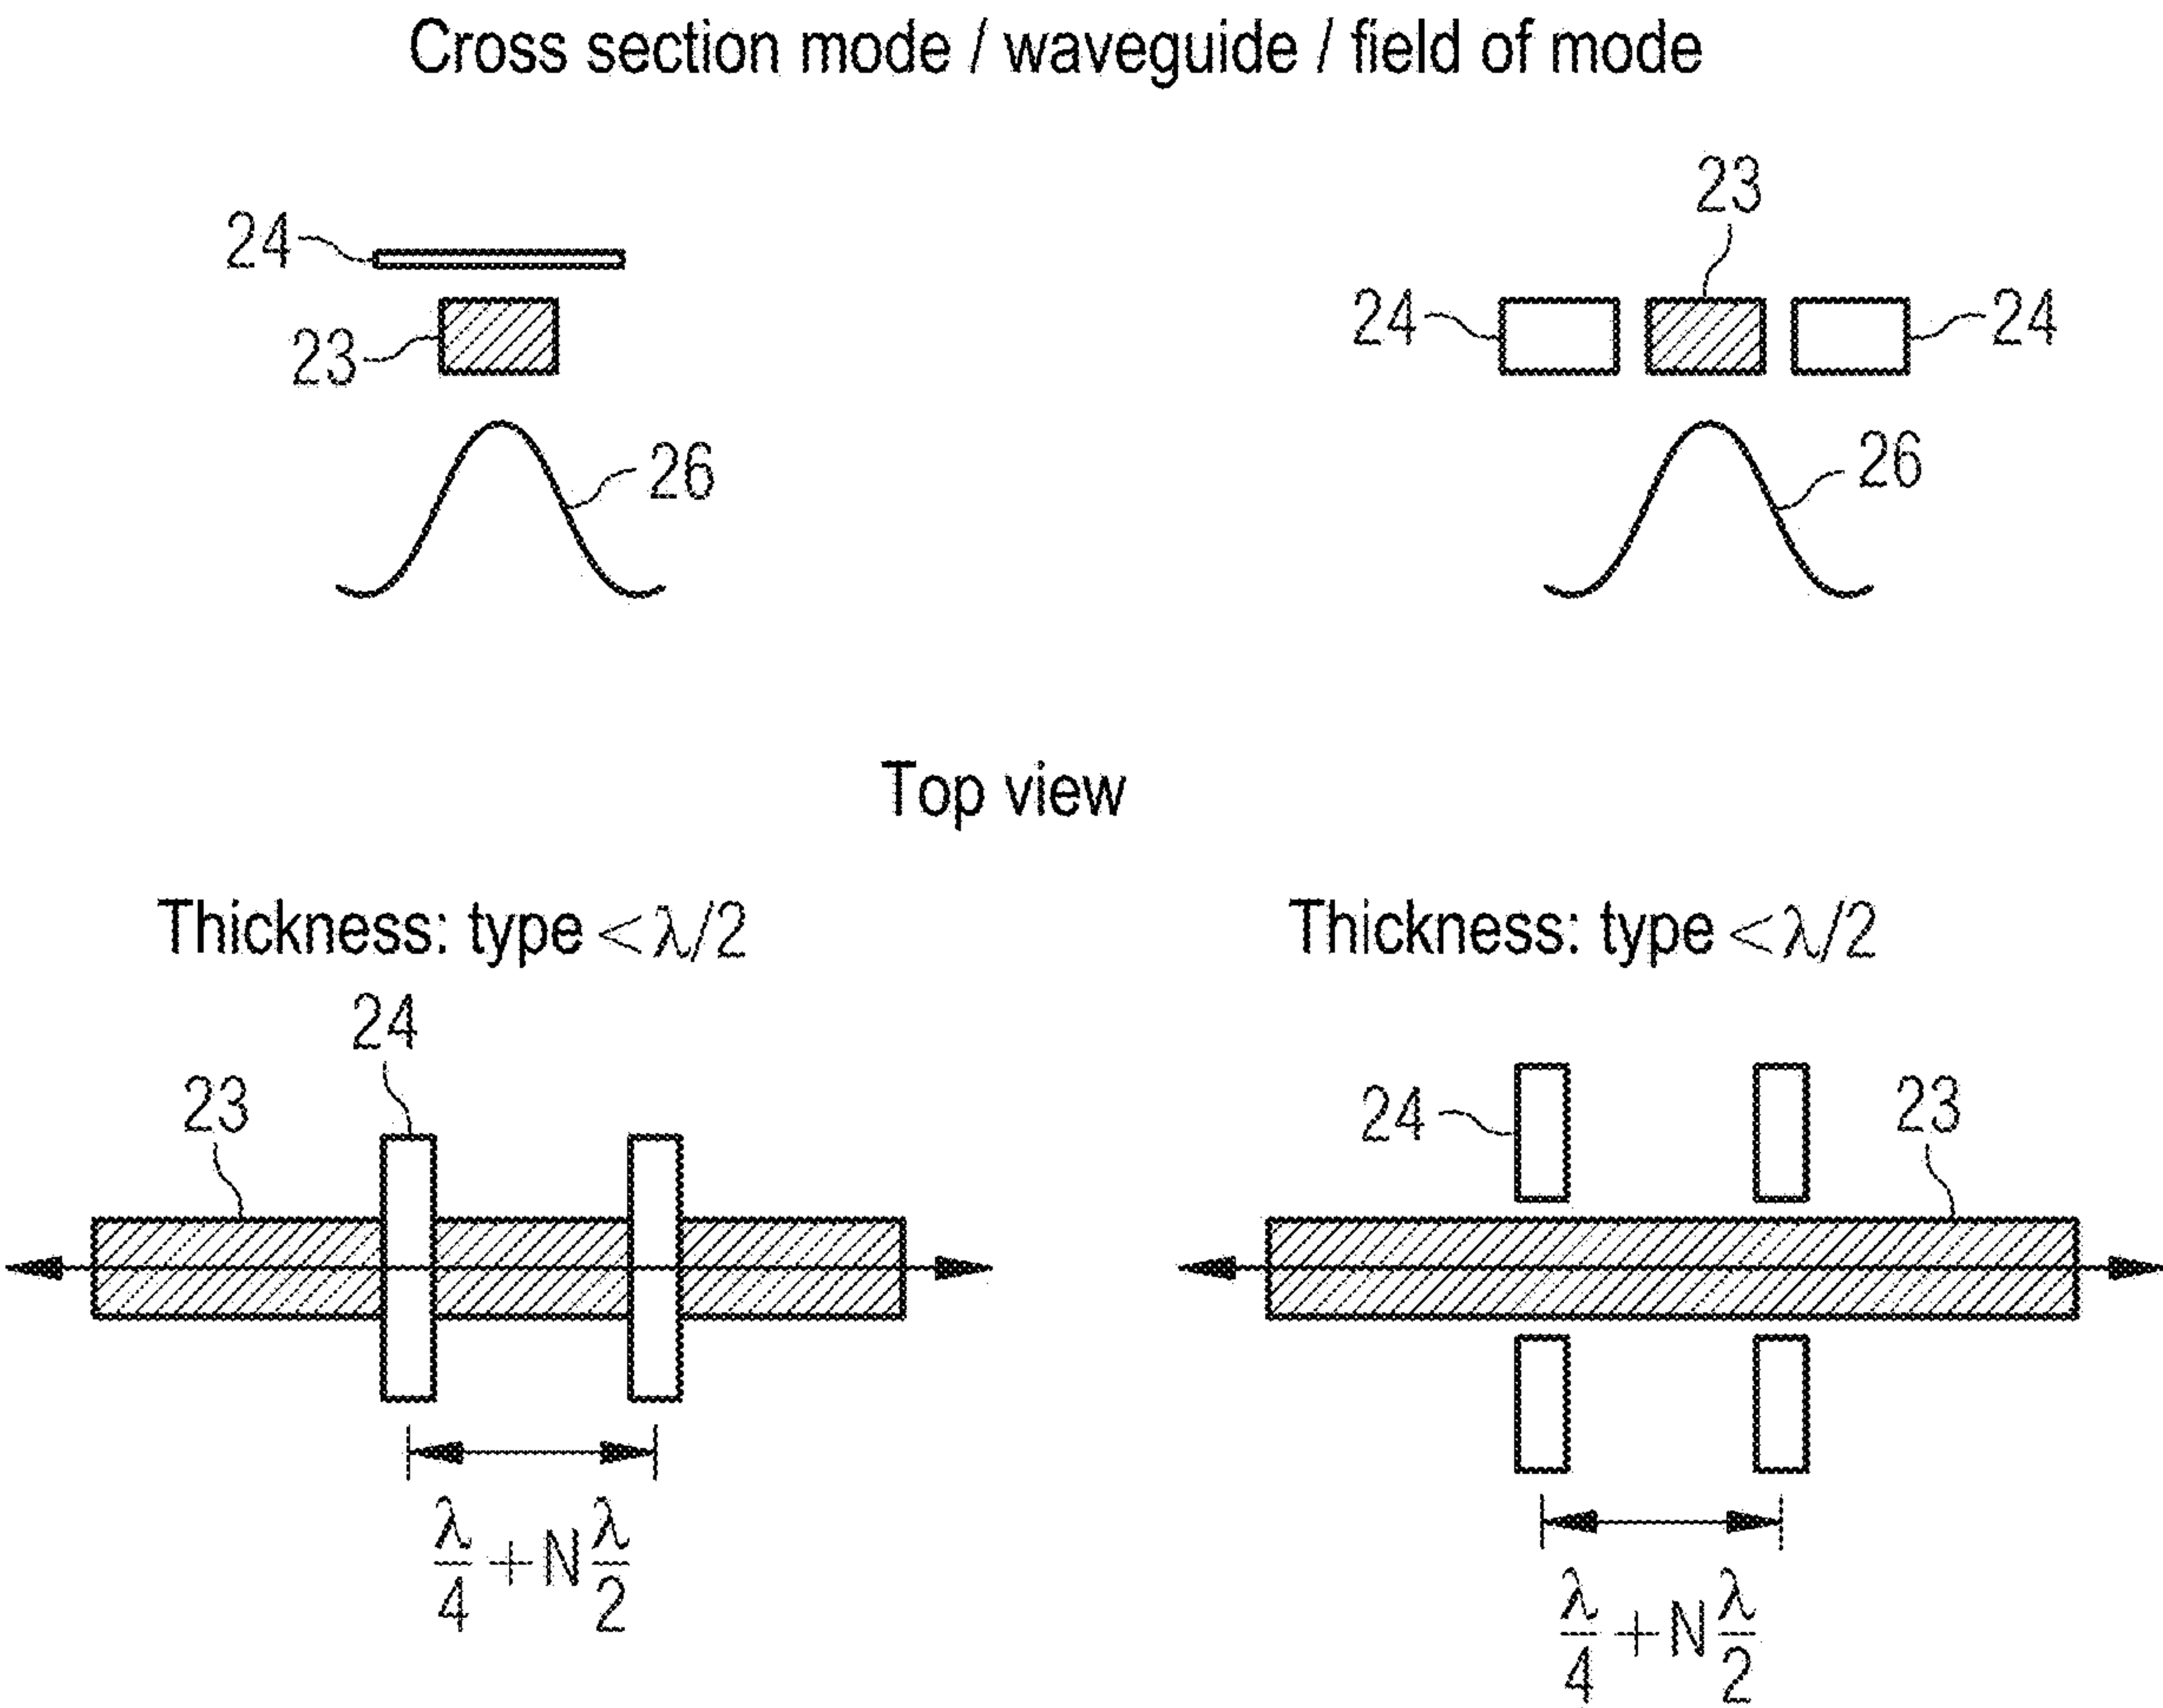 Cross section mode / waveguide / field of mode
23
24
24
24
23
26
26
Top view
Thickness: type < λ/2
Thickness: type < λ/2
24
23
24
23
λ/4 + N λ/2
λ/4 + N λ/2